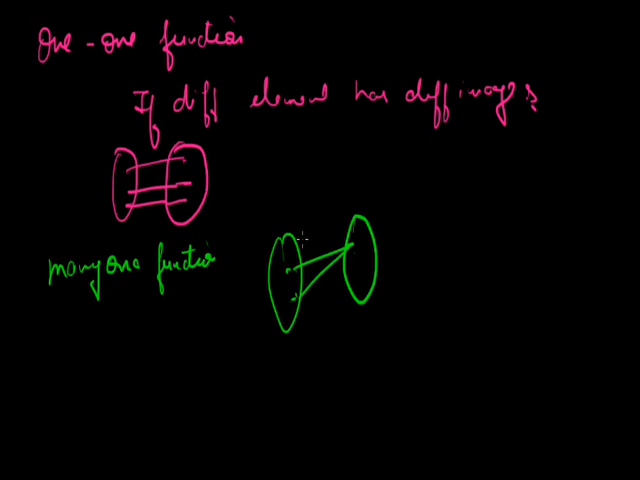 One - one function
If diff element has diff images
many one function